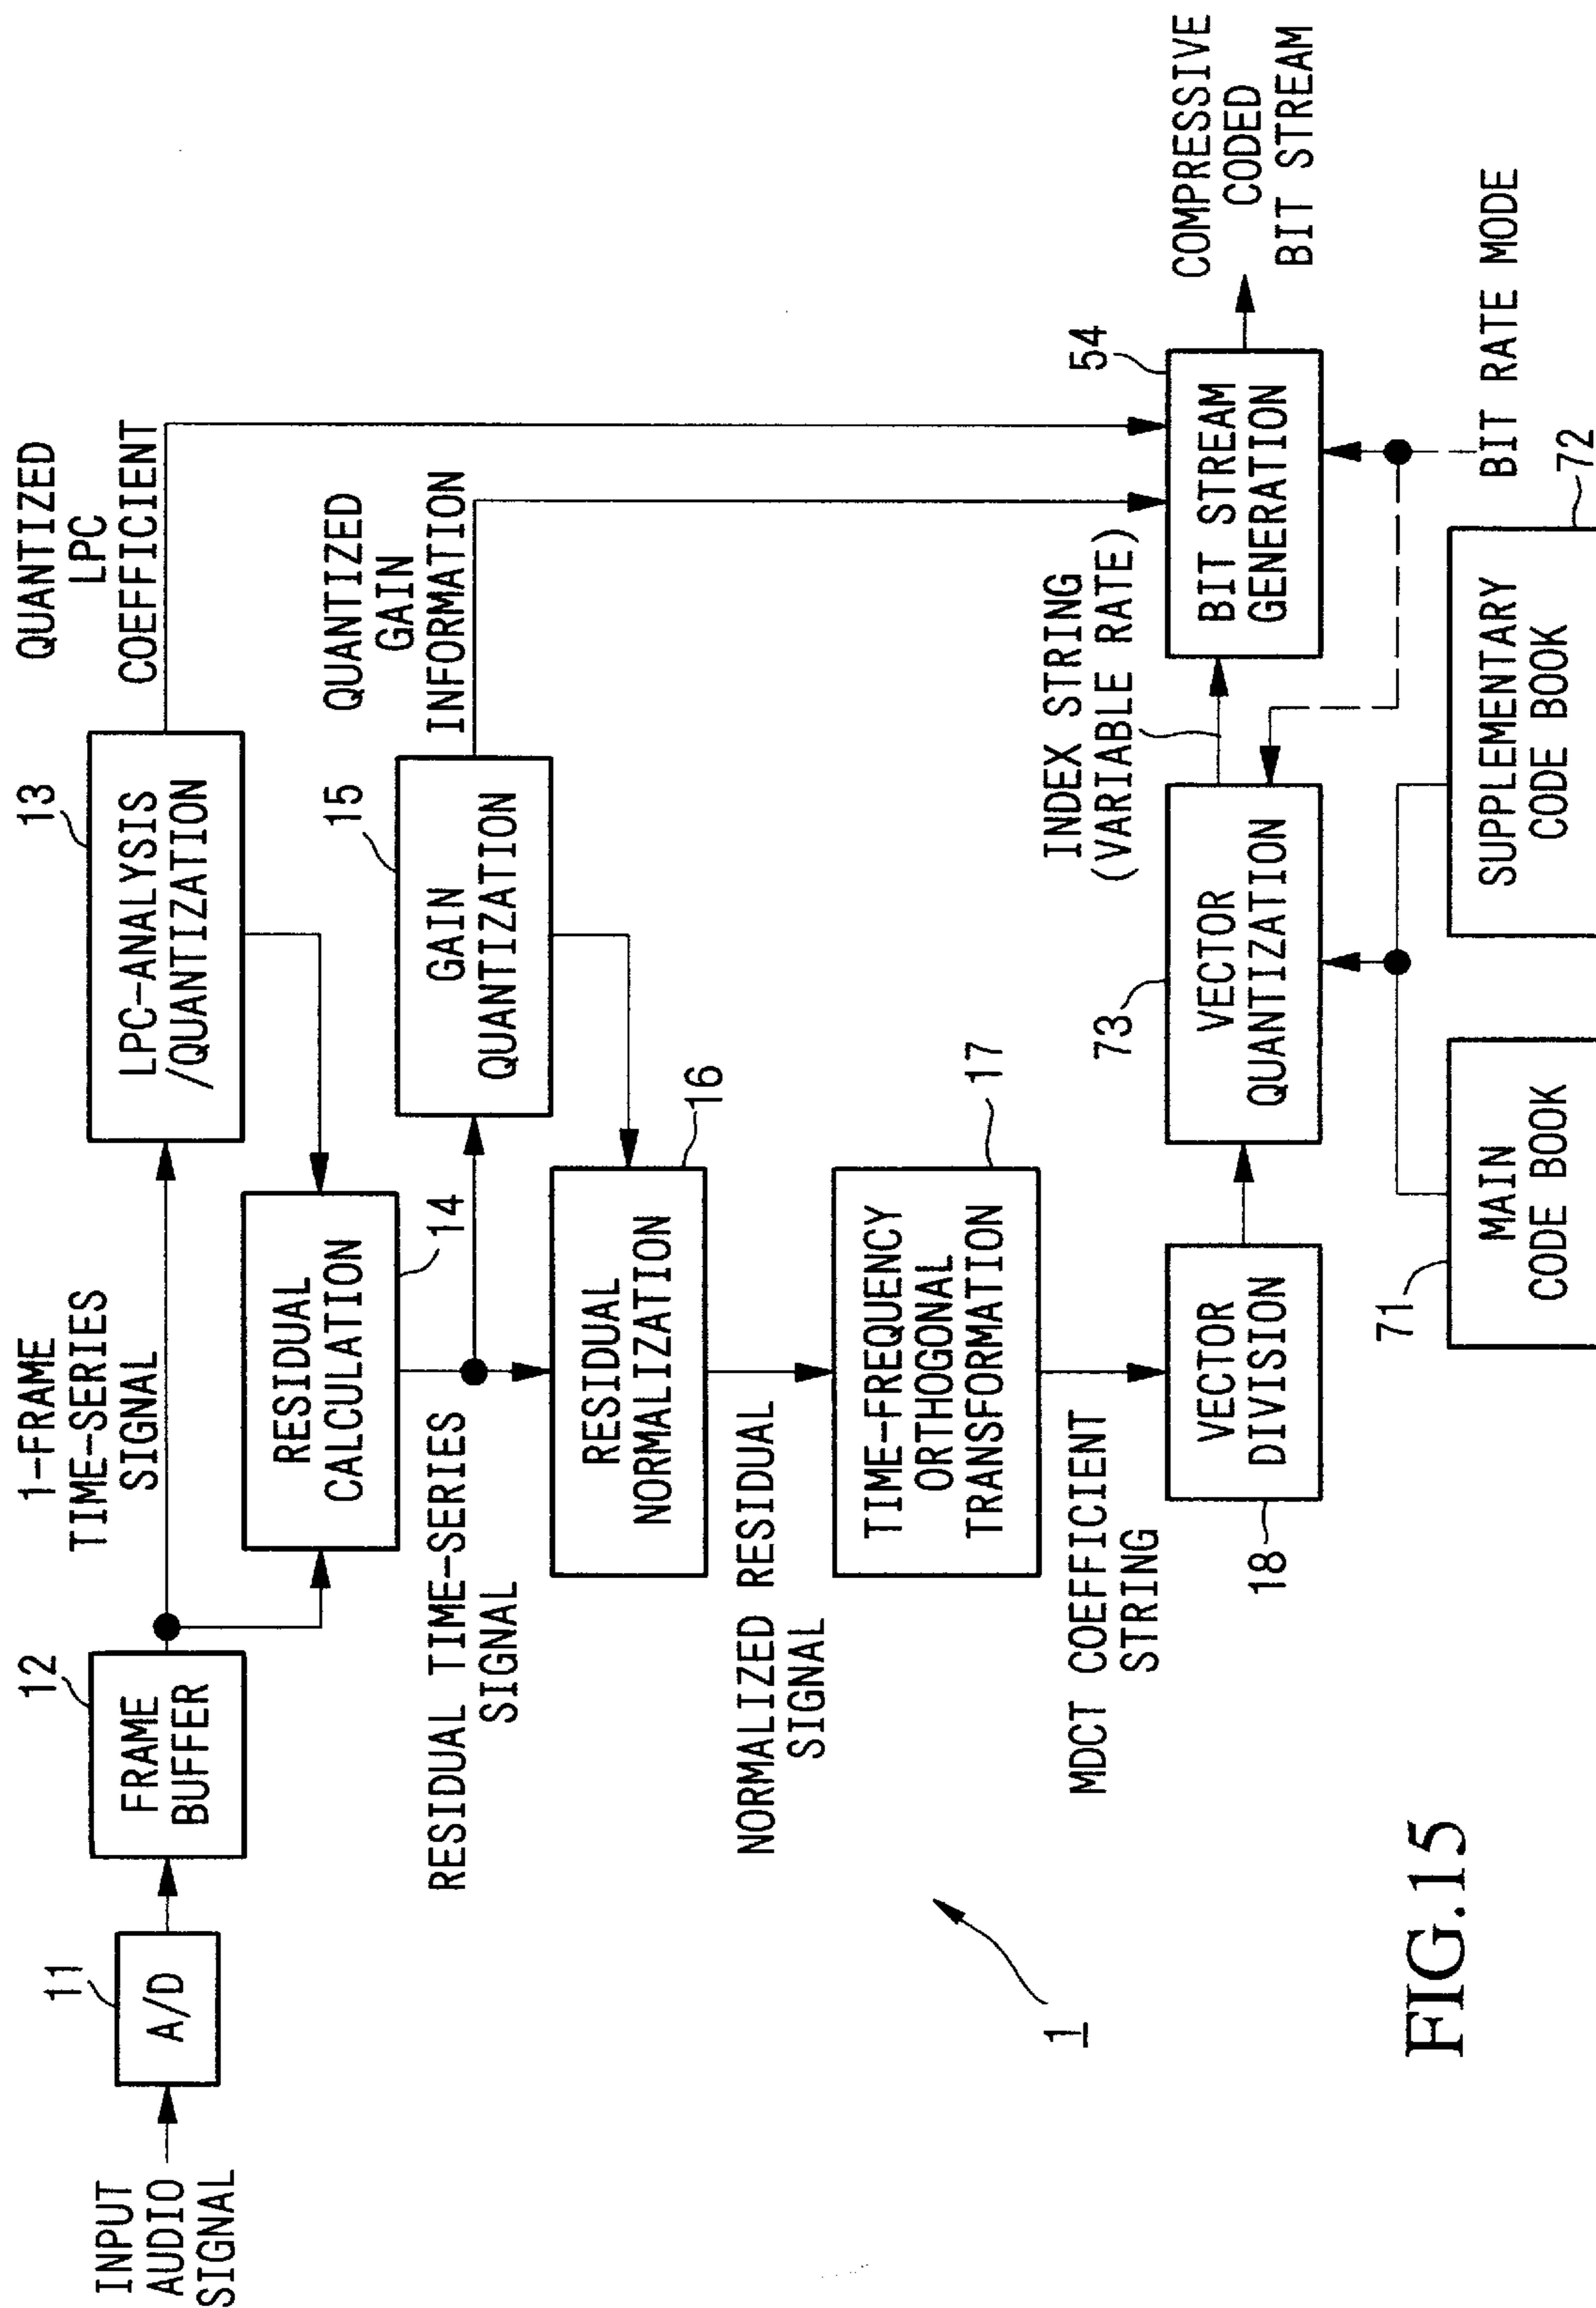 INPUT
AUDIO
SIGNAL
11
A/D
12
FRAME
BUFFER
1-FRAME
TIME-SERIES
SIGNAL
13
LPC-ANALYSIS
/QUANTIZATION
QUANTIZED
LPC
COEFFICIENT
RESIDUAL
CALCULATION
14
RESIDUAL TIME-SERIES
SIGNAL
15
GAIN
QUANTIZATION
QUANTIZED
GAIN
INFORMATION
RESIDUAL
NORMALIZATION
16
NORMALIZED RESIDUAL
SIGNAL
TIME-FREQUENCY
ORTHOGONAL
TRANSFORMATION
17
MDCT COEFFICIENT
STRING
VECTOR
DIVISION
18
73
VECTOR
QUANTIZATION
INDEX STRING
(VARIABLE RATE)
54
BIT STREAM
GENERATION
COMPRESSIVE
CODED
BIT STREAM
BIT RATE MODE
71
MAIN
CODE BOOK
72
SUPPLEMENTARY
CODE BOOK
1
FIG.15